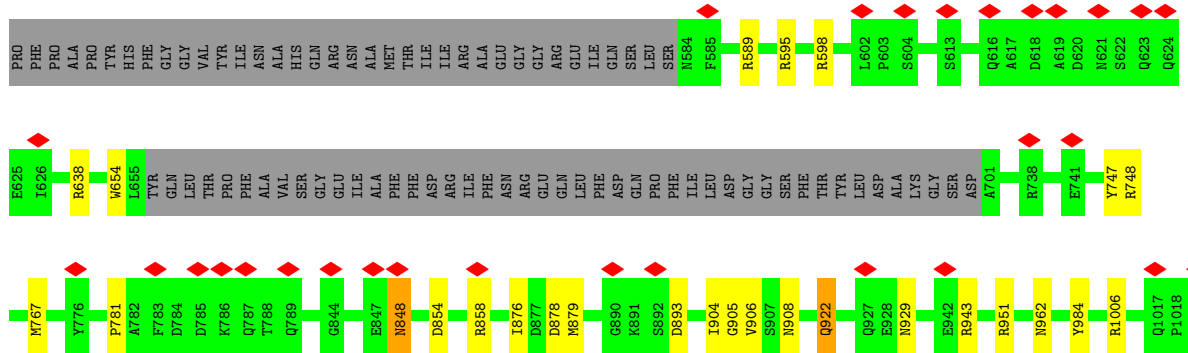 PRO PHE PRO ALA PRO TYR HIS PHE GLY GLY VAL TYR ILE ASN ALA HIS GLN ARG ASN ALA MET THR ILE ILE ARG ALA GLU GLY GLY ARG GLU ILE GLN SER LEU SER N584 F585 R589 R595 R598 L602 P603 S604 S613 Q616 A617 D618 A619 D620 N621 S622 Q623 Q624
E625 I626 R638 W654 L655 TYR GLN LEU THR PRO PHE ALA VAL SER GLY GLU ILE ALA PHE PHE ASP ARG ILE PHE ASN ARG GLU GLN LEU PHE ASP GLN PRO PHE ILE LEU ASP GLY GLY SER PHE THR TYR LEU ASP ALA LYS GLY SER ASP A701 R738 E741 Y747 R748
M767 Y776 P781 A782 F783 D784 D785 K786 Q787 T788 Q789 G844 E847 N848 D854 R858 I876 D877 D878 M879 G890 K891 S892 D893 I904 G905 Y906 S907 N908 Q922 Q927 E928 N929 E942 R943 R951 N962 Y984 R1006 Q1017 P1018